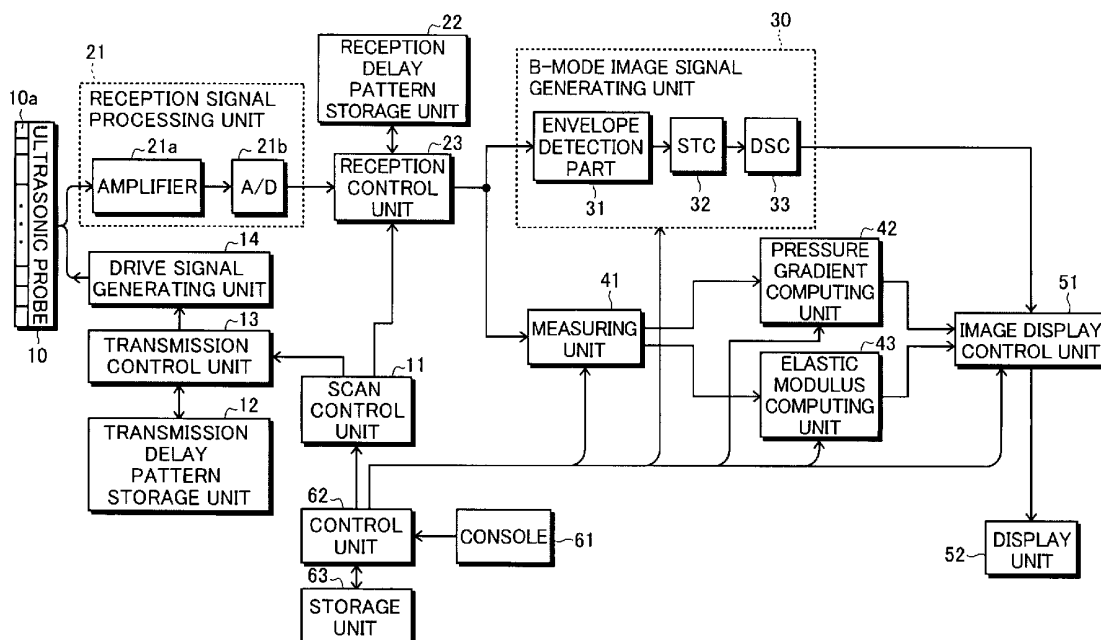 30
22
21
RECEPTION
DELAY
PATTERN
STORAGE UNIT
B-MODE IMAGE SIGNAL
GENERATING UNIT
10a
RECEPTION SIGNAL
PROCESSING UNIT
21a
21b
23
AMPLIFIER
A/D
RECEPTION
CONTROL
UNIT
ENVELOPE
DETECTION
PART
STC
DSC
31
32
33
ULTRASONIC PROBE
10
14
DRIVE SIGNAL
GENERATING UNIT
42
PRESSURE
GRADIENT
COMPUTING
UNIT
41
MEASURING
UNIT
51
IMAGE DISPLAY
CONTROL UNIT
13
TRANSMISSION
CONTROL UNIT
43
ELASTIC
MODULUS
COMPUTING
UNIT
11
SCAN
CONTROL
UNIT
12
TRANSMISSION
DELAY
PATTERN
STORAGE UNIT
62
CONTROL
UNIT
CONSOLE
61
52
DISPLAY
UNIT
63
STORAGE
UNIT